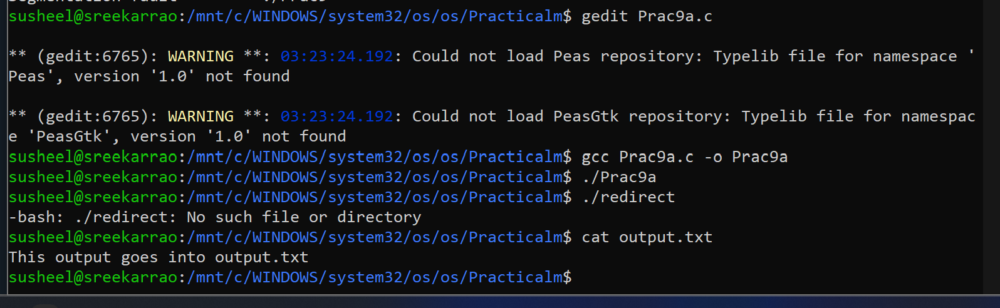 susheel@sreekarrao:/mnt/c/WINDOWS/system32/os/os/Practicalm$ gedit Prac9a.c
** (gedit:6765): WARNING **: 03:23:24.192: Could not load Peas repository: Typelib file for namespace '
Peas', version '1.0' not found
** (gedit:6765): WARNING **: 03:23:24.192: Could not load PeasGtk repository: Typelib file for namespac
e 'PeasGtk', version '1.0' not found
susheel@sreekarrao:/mnt/c/WINDOWS/system32/os/os/Practicalm$ gcc Prac9a.c -o Prac9a
susheel@sreekarrao:/mnt/c/WINDOWS/system32/os/os/Practicalm$ ./Prac9a
susheel@sreekarrao:/mnt/c/WINDOWS/system32/os/os/Practicalm$ ./redirect
-bash: ./redirect: No such file or directory
susheel@sreekarrao:/mnt/c/WINDOWS/system32/os/os/Practicalm$ cat output.txt
This output goes into output.txt
susheel@sreekarrao:/mnt/c/WINDOWS/system32/os/os/Practicalm$